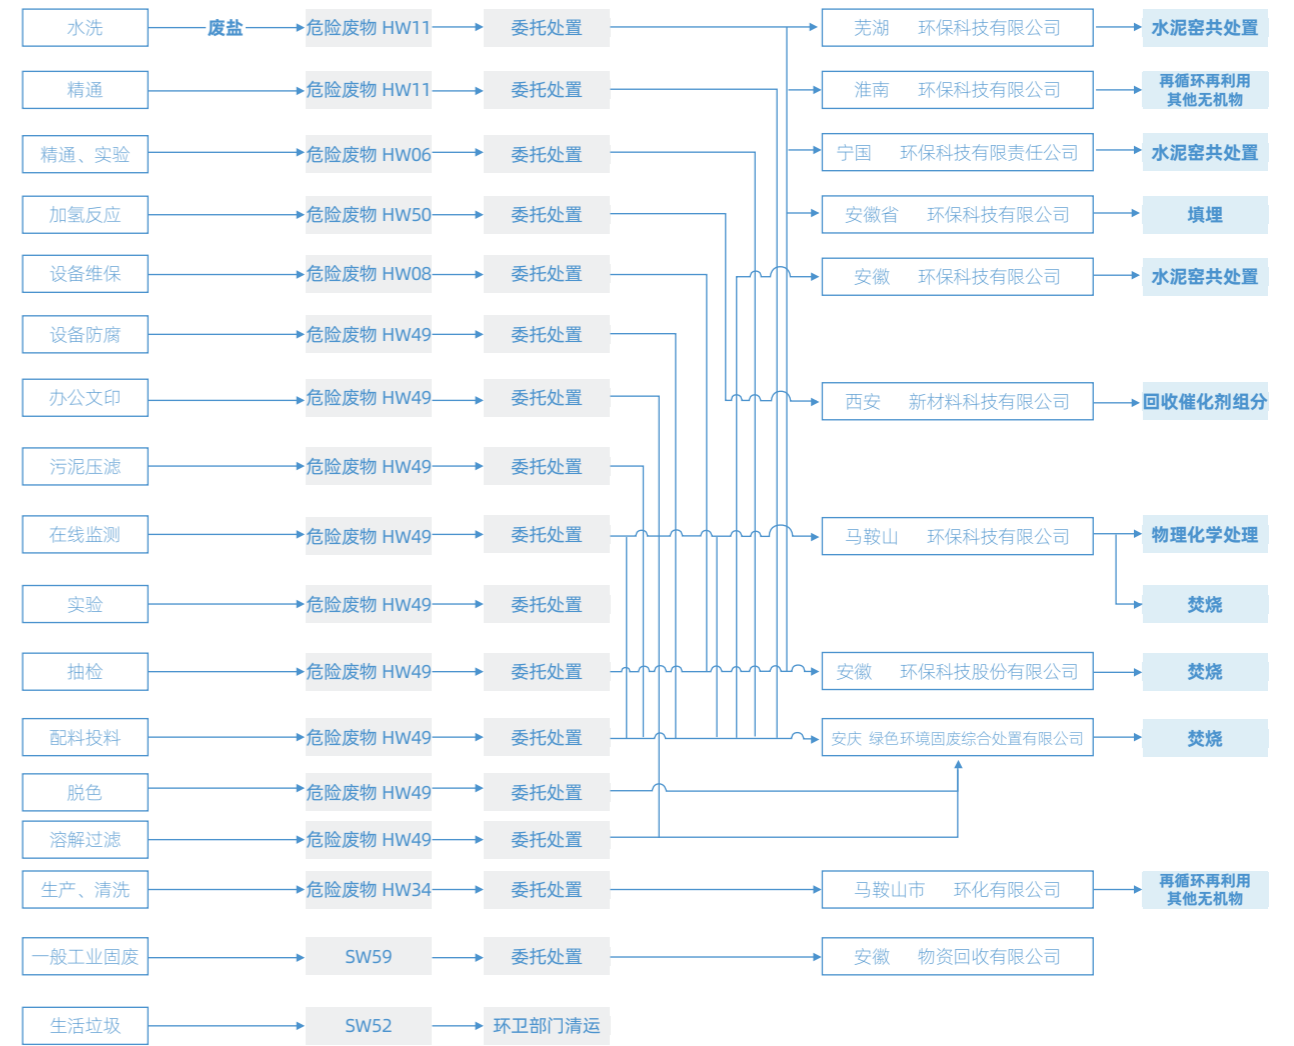 水洗 废盐 危险废物 HW11 委托处置 芜湖 环保科技有限公司 水泥窑共处置
精通 危险废物 HW11 委托处置 淮南 环保科技有限公司 再循环再利用
其他无机物
精通、实验 危险废物 HW06 委托处置 宁国 环保科技有限责任公司 水泥窑共处置
加氢反应 危险废物 HW50 委托处置 安徽省 环保科技有限公司 填埋
设备维保 危险废物 HW08 委托处置 安徽 环保科技有限公司 水泥窑共处置
设备防腐 危险废物 HW49 委托处置
办公文印 危险废物 HW49 委托处置 西安 新材料科技有限公司 回收催化剂组分
污泥压滤 危险废物 HW49 委托处置
在线监测 危险废物 HW49 委托处置 马鞍山 环保科技有限公司 物理化学处理
实验 危险废物 HW49 委托处置 焚烧
抽检 危险废物 HW49 委托处置 安徽 环保科技股份有限公司 焚烧
配料投料 危险废物 HW49 委托处置 安庆 绿色环境固废综合处置有限公司 焚烧
脱色 危险废物 HW49 委托处置
溶解过滤 危险废物 HW49 委托处置
生产、清洗 危险废物 HW34 委托处置 马鞍山市 环化有限公司 再循环再利用
其他无机物
一般工业固废 SW59 委托处置 安徽 物资回收有限公司
生活垃圾 SW52 环卫部门清运